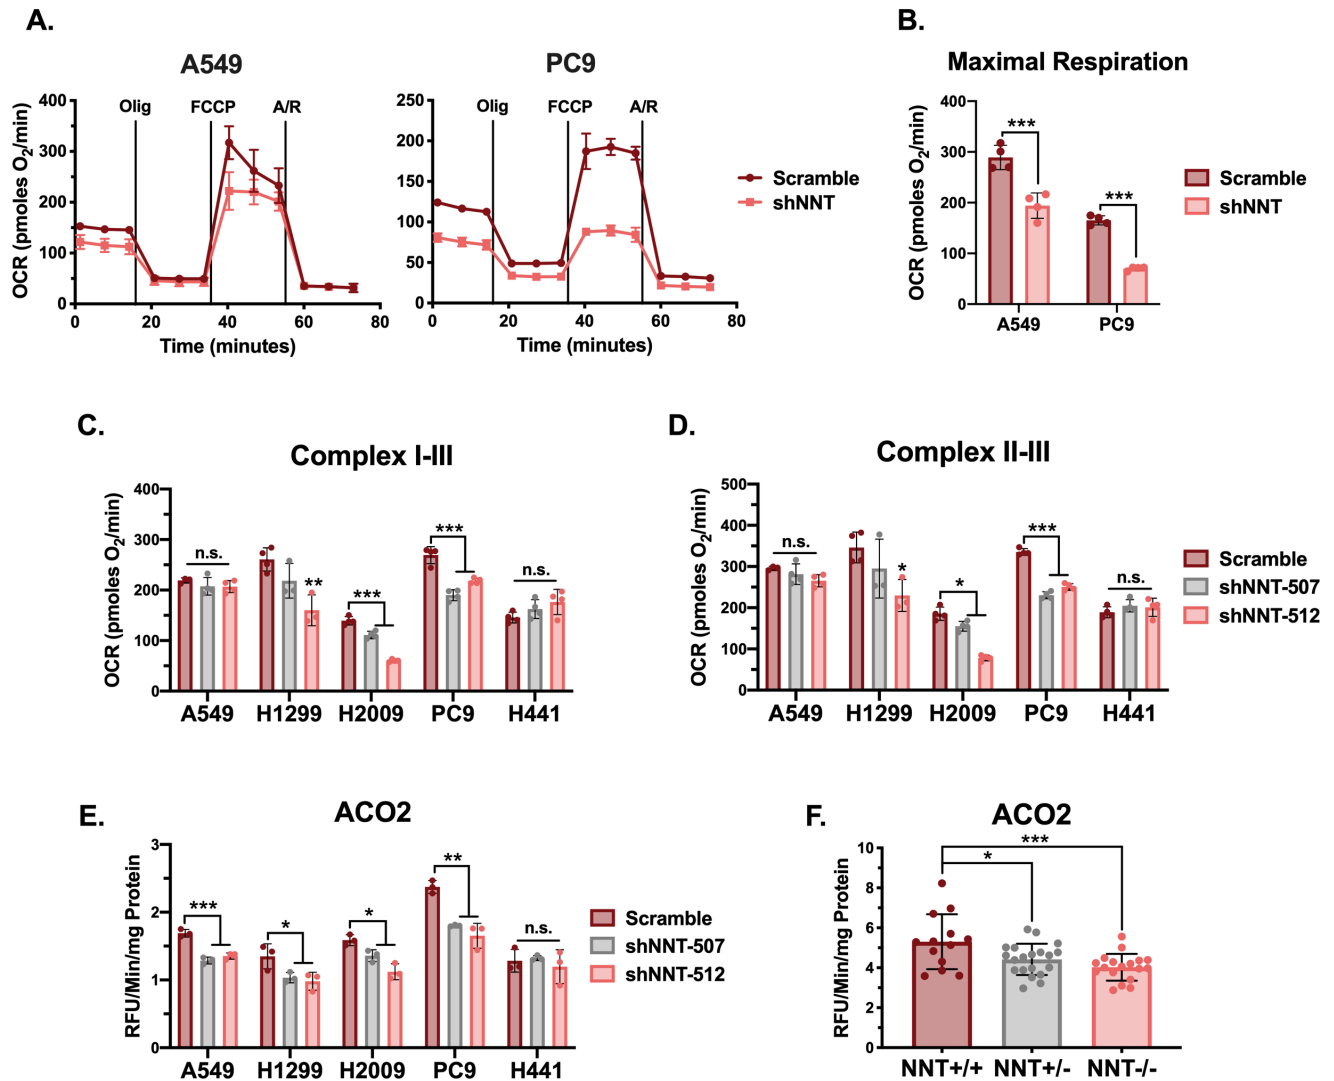 A.
A549
OCR (pmoles O2/min)
400
300
200
100
0
Olig
FCCP
A/R
0
20
40
60
80
Time (minutes)
PC9
250
200
150
100
50
0
Olig
FCCP
A/R
0
20
40
60
80
Time (minutes)
Scramble
shNNT
B.
Maximal Respiration
OCR (pmoles O2/min)
400
300
200
100
0
***
***
A549
PC9
Scramble
shNNT
C.
Complex I-III
OCR (pmoles O2/min)
400
300
200
100
0
n.s.
**
***
***
n.s.
A549
H1299
H2009
PC9
H441
D.
Complex II-III
OCR (pmoles O2/min)
500
400
300
200
100
0
n.s.
*
*
***
n.s.
A549
H1299
H2009
PC9
H441
Scramble
shNNT-507
shNNT-512
E.
ACO2
RFU/Min/mg Protein
3
2
1
0
***
*
*
**
n.s.
A549
H1299
H2009
PC9
H441
Scramble
shNNT-507
shNNT-512
F.
ACO2
RFU/Min/mg Protein
10
8
6
4
2
0
***
*
NNT+/+
NNT+/-
NNT-/-